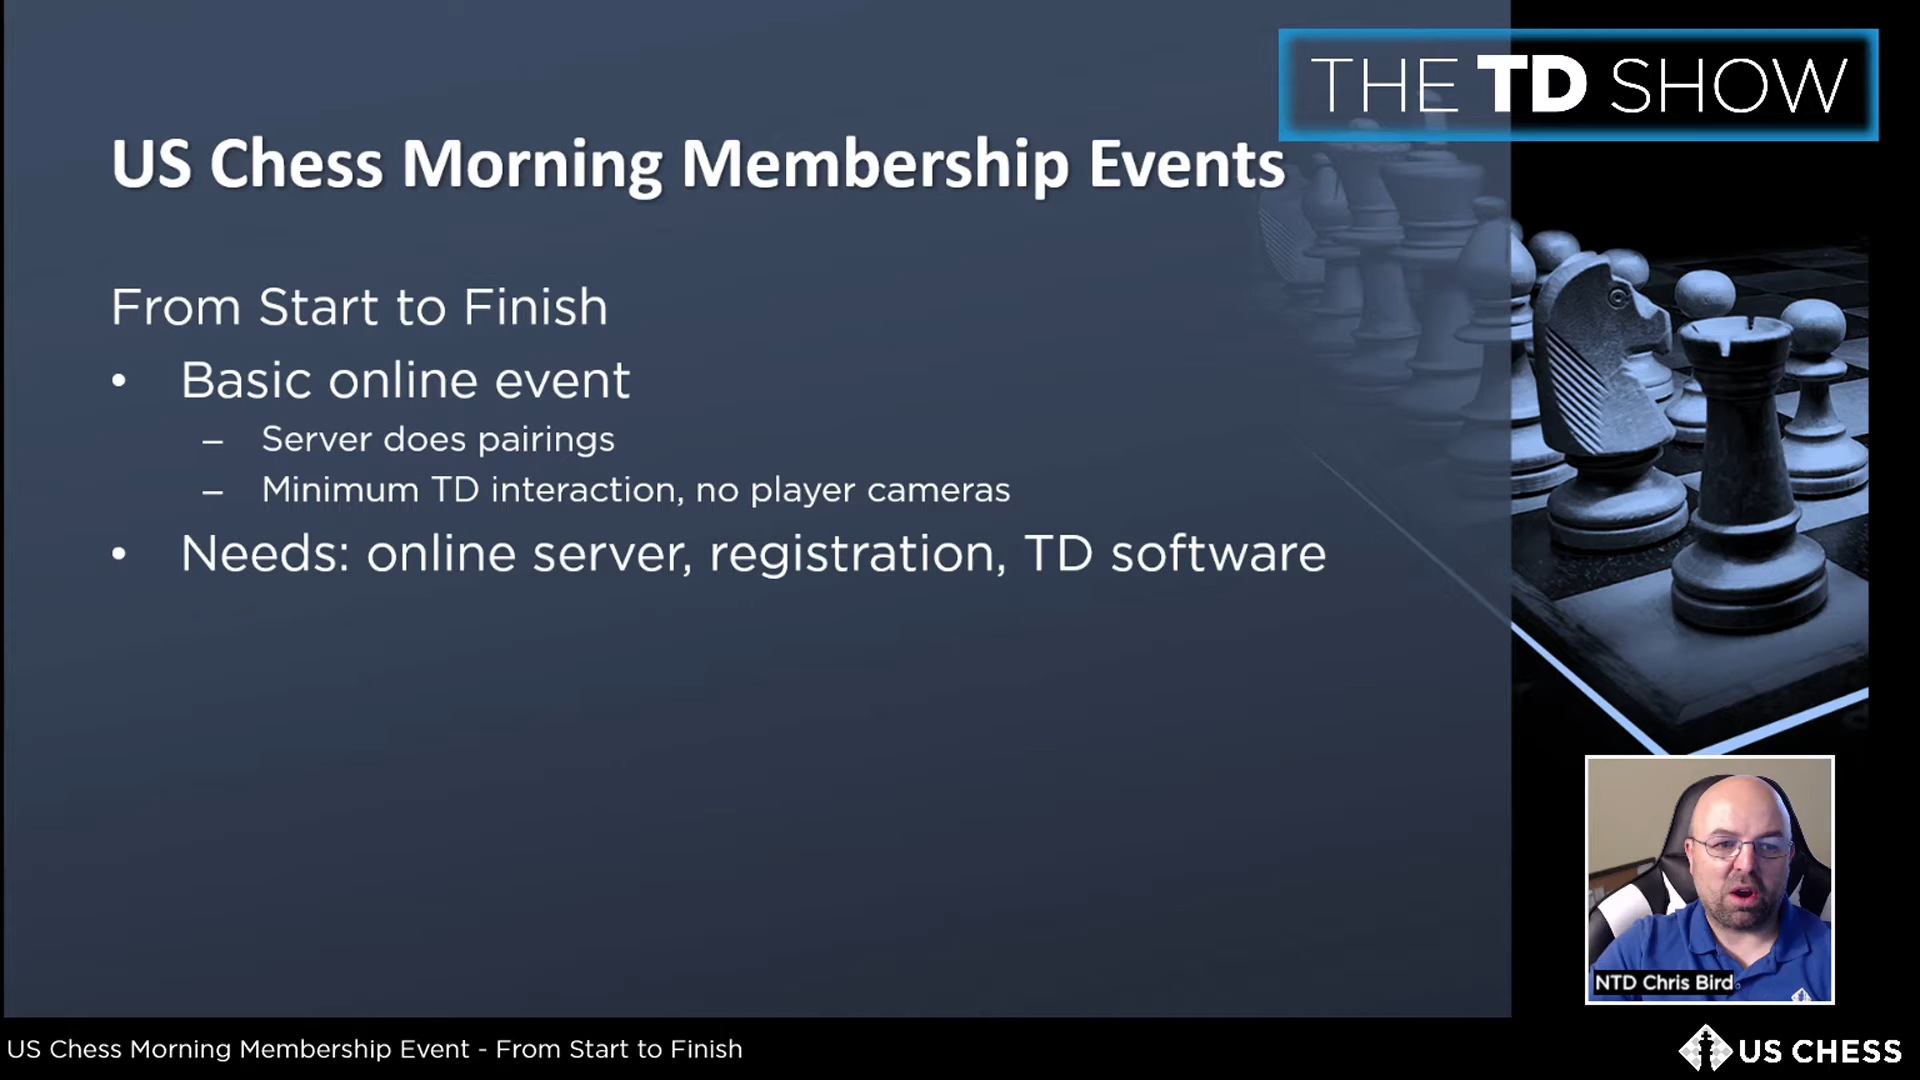 THE TD SHOW
US Chess Morning Membership Events
From Start to Finish
• Basic online event
– Server does pairings
– Minimum TD interaction, no player cameras
• Needs: online server, registration, TD software
NTD Chris Bird
US Chess Morning Membership Event - From Start to Finish
US CHESS